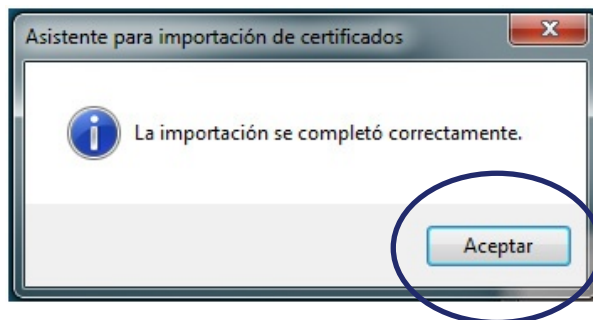 Asistente para importación de certificados
La importación se completó correctamente.
Aceptar